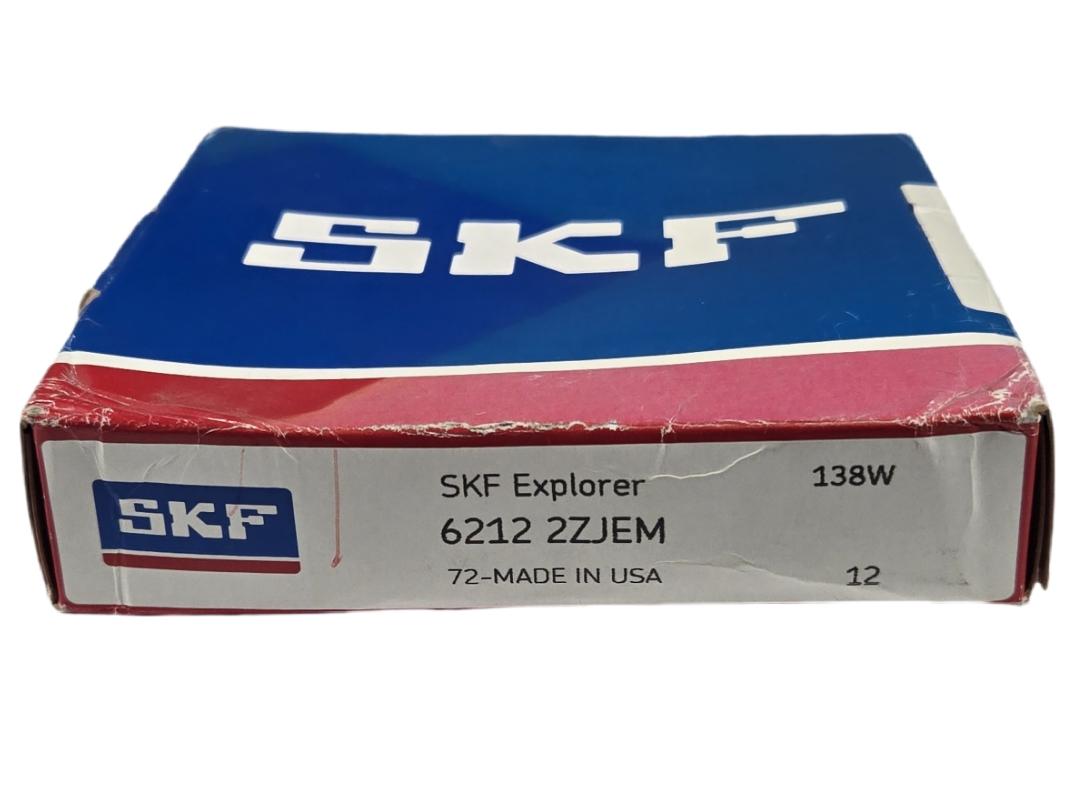 SKF
SKF
SKF Explorer
138W
6212 2ZJEM
72-MADE IN USA
12